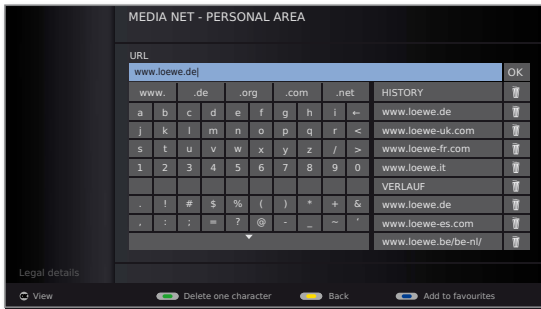 MEDIA NET - PERSONAL AREA
URL
www.loewe.de
OK
www. .de .org .com .net HISTORY
a b c d e f g h i ← www.loewe.de
j k l m n o p q r < www.loewe-uk.com
s t u v w x y z / > www.loewe-fr.com
1 2 3 4 5 6 7 8 9 0 www.loewe.it
VERLAUF
. ! # $ % ( ) * + & www.loewe.de
, : ; = ? @ - _ ~ ' www.loewe-es.com
www.loewe.be/be-nl/
Legal details
View Delete one character Back Add to favourites